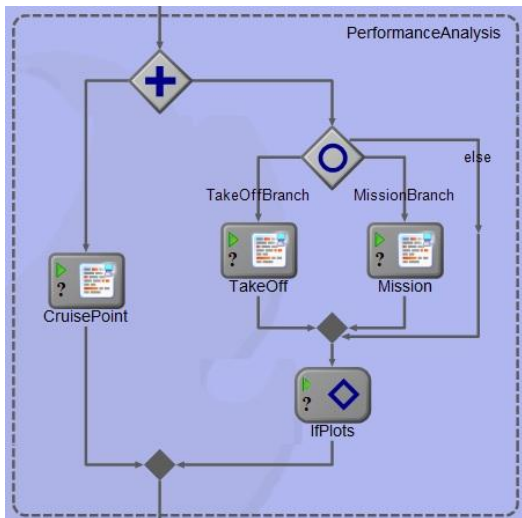 PerformanceAnalysis
else
TakeOffBranch
MissionBranch
?
TakeOff
?
Mission
?
CruisePoint
?
IfPlots